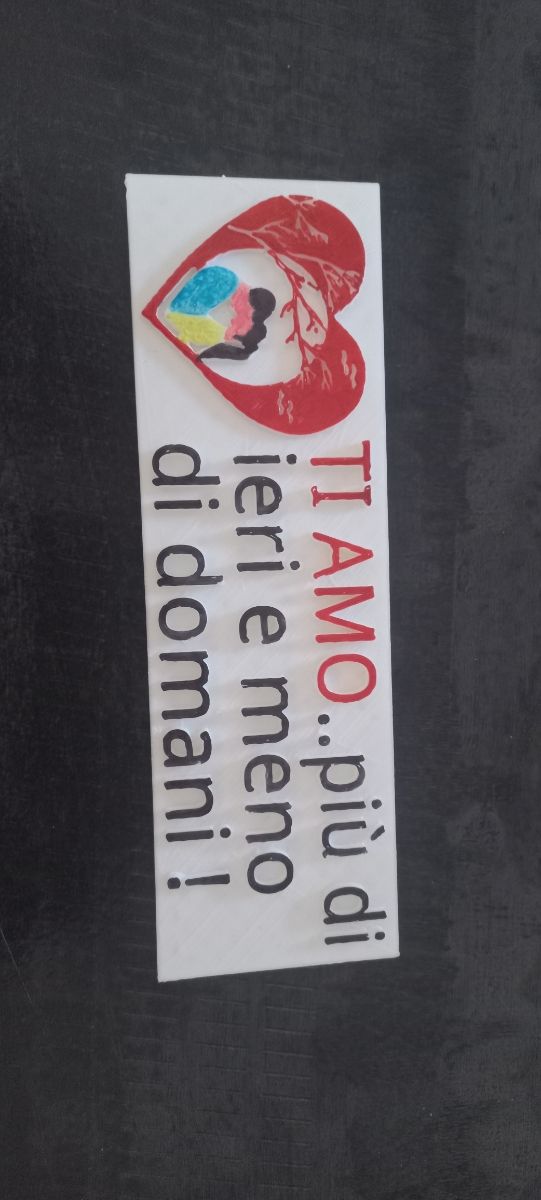 TI AMO..più di
ieri e meno
di domani !